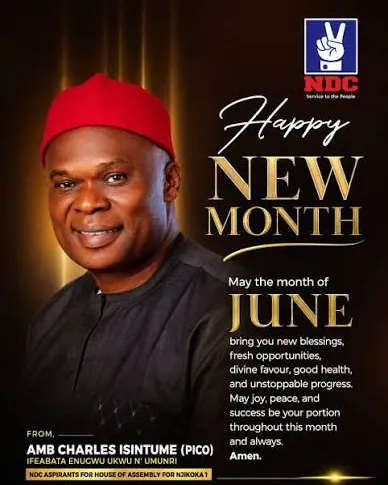 NDC
Service to the People
Happy
NEW
MONTH
May the month of
JUNE
bring you new blessings,
fresh opportunities,
divine favour, good health,
and unstoppable progress.
May joy, peace, and
success be your portion
throughout this month
and always.
Amen.
FROM,
AMB CHARLES ISINTUME (PICO)
IFEABATA ENUGWU UKWU N' UMUNRI
NDC ASPIRANTS FOR HOUSE OF ASSEMBLY FOR NJIKOKA 1